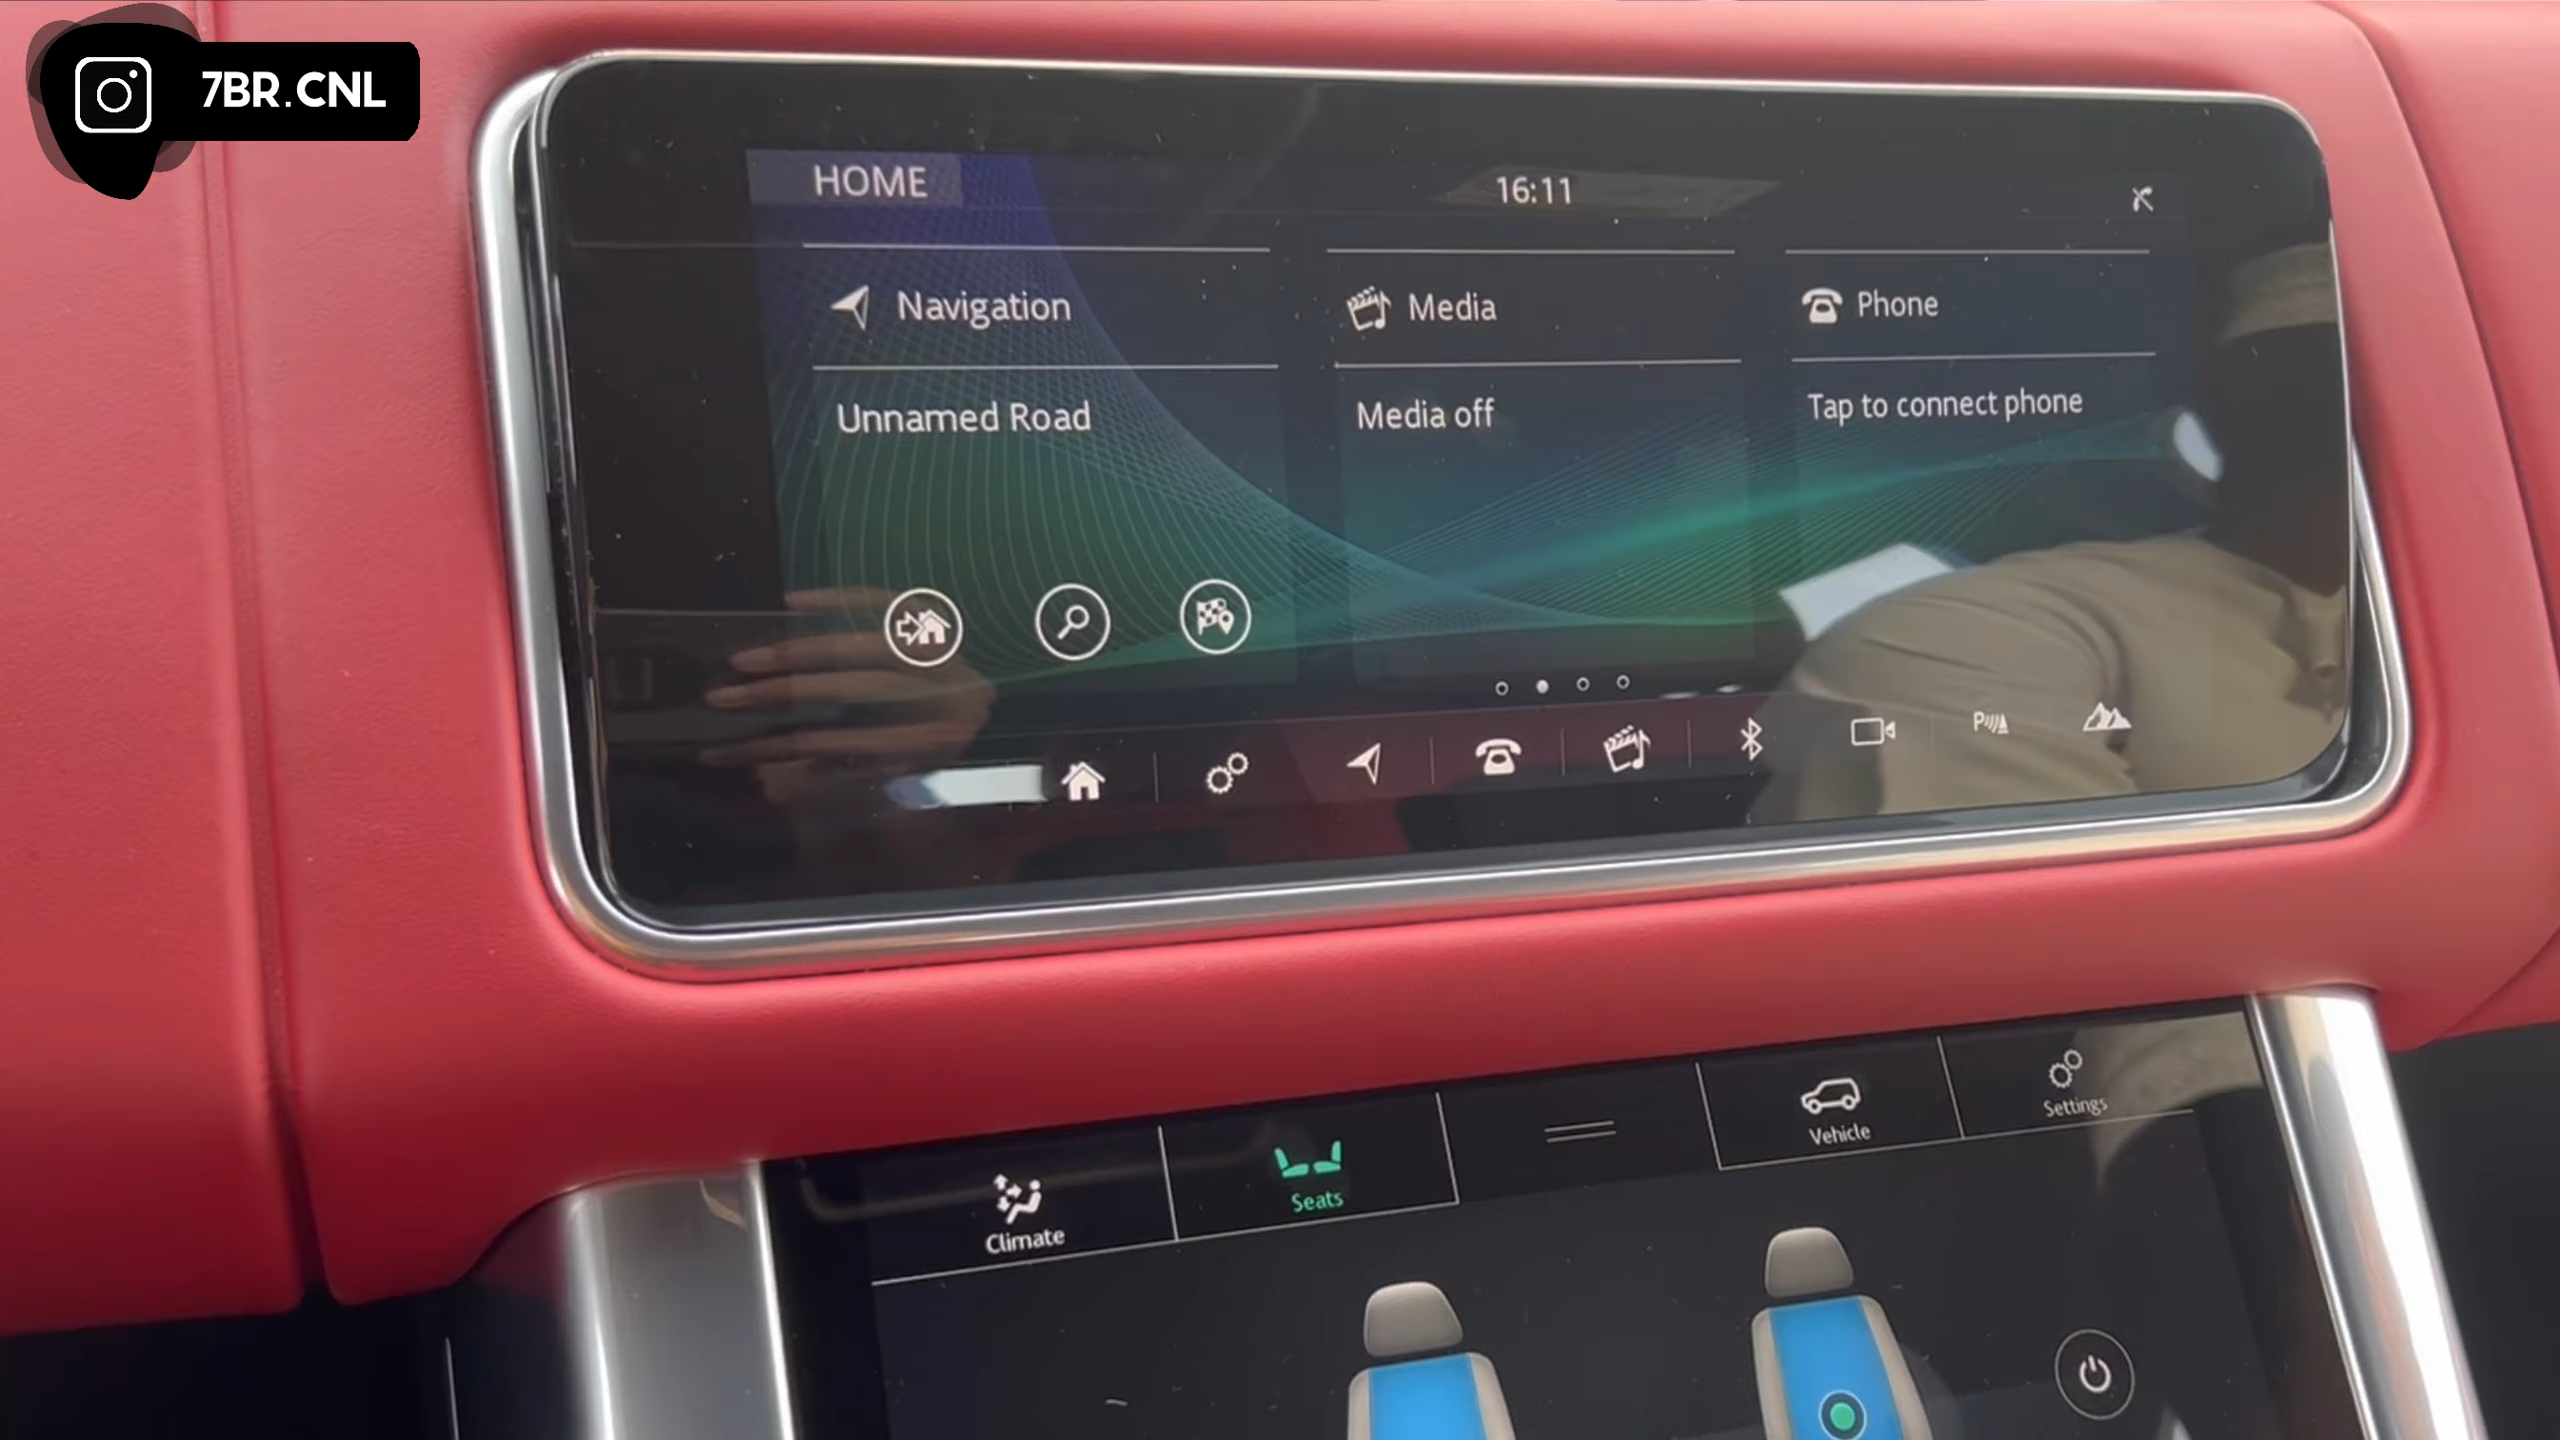 7BR.CNL
HOME
16:11
Navigation
Media
Phone
Unnamed Road
Media off
Tap to connect phone
P
Climate
Seats
Vehicle
Settings